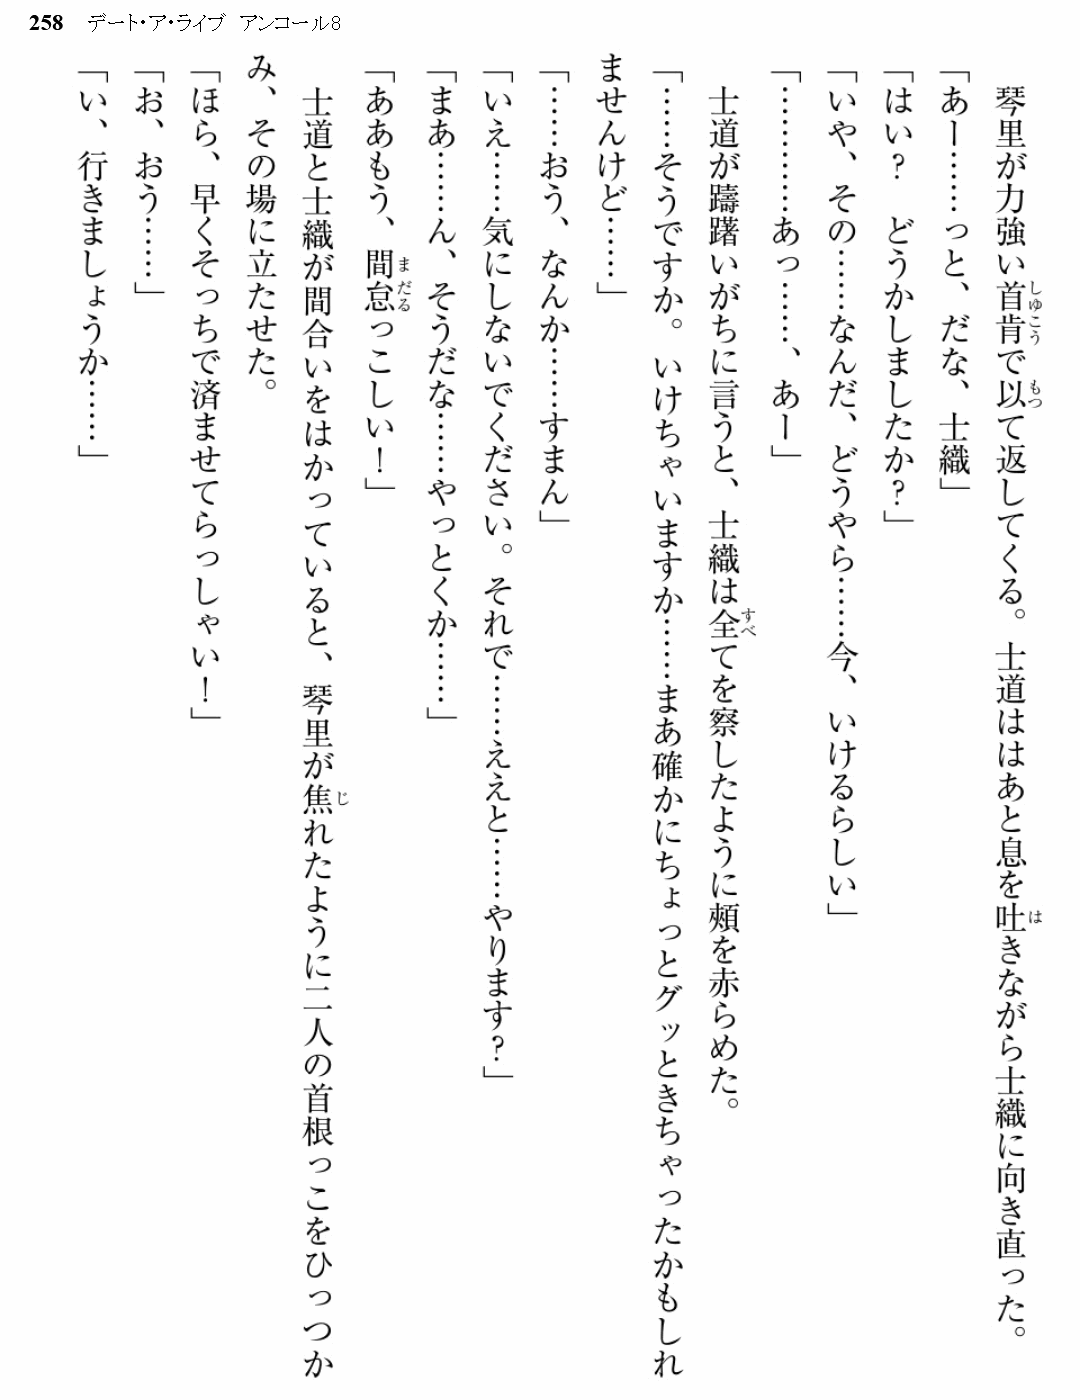 258 デート・ア・ライブ アンコール8
琴里が力強い首肯で以て返してくる。士道ははあと息を吐きながら士織に向き直った。
「あー……っと、だな、士織」
「はい？　どうかしましたか？」
「いや、その……なんだ、どうやら……今、いけるらしい」
「…………あっ……、あー」
士道が躊躇いがちに言うと、士織は全てを察したように頬を赤らめた。
「……そうですか。いけちゃいますか……まあ確かにちょっとグッときちゃったかもしれ
ませんけど……」
「……おう、なんか……すまん」
「いえ……気にしないでください。それで……ええと……やります？」
「まあ……ん、そうだな……やっとくか……」
「ああもう、間怠っこしい！」
士道と士織が間合いをはかっていると、琴里が焦れたように二人の首根っこをひっつか
み、その場に立たせた。
「ほら、早くそっちで済ませてらっしゃい！」
「お、おう……」
「い、行きましょうか……」
しゅこう
もつ
は
すべ
まだる
じ